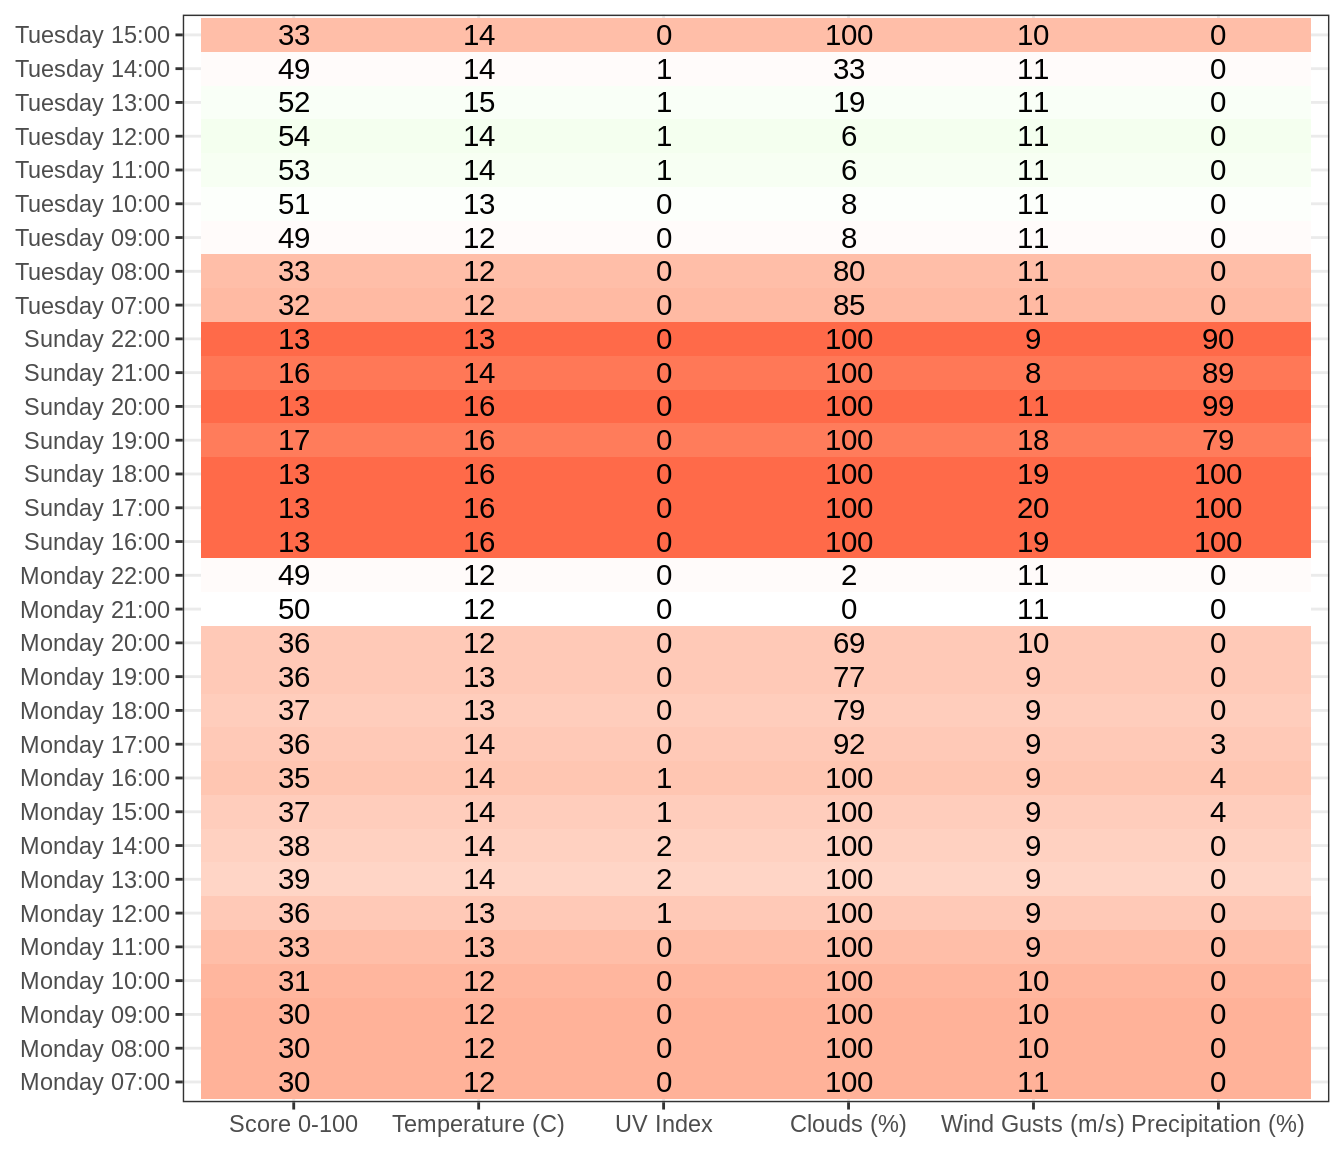 Tuesday 15:00 33 14 0 100 10 0
Tuesday 14:00 49 14 1 33 11 0
Tuesday 13:00 52 15 1 19 11 0
Tuesday 12:00 54 14 1 6 11 0
Tuesday 11:00 53 14 1 6 11 0
Tuesday 10:00 51 13 0 8 11 0
Tuesday 09:00 49 12 0 8 11 0
Tuesday 08:00 33 12 0 80 11 0
Tuesday 07:00 32 12 0 85 11 0
Sunday 22:00 13 13 0 100 9 90
Sunday 21:00 16 14 0 100 8 89
Sunday 20:00 13 16 0 100 11 99
Sunday 19:00 17 16 0 100 18 79
Sunday 18:00 13 16 0 100 19 100
Sunday 17:00 13 16 0 100 20 100
Sunday 16:00 13 16 0 100 19 100
Monday 22:00 49 12 0 2 11 0
Monday 21:00 50 12 0 0 11 0
Monday 20:00 36 12 0 69 10 0
Monday 19:00 36 13 0 77 9 0
Monday 18:00 37 13 0 79 9 0
Monday 17:00 36 14 0 92 9 3
Monday 16:00 35 14 1 100 9 4
Monday 15:00 37 14 1 100 9 4
Monday 14:00 38 14 2 100 9 0
Monday 13:00 39 14 2 100 9 0
Monday 12:00 36 13 1 100 9 0
Monday 11:00 33 13 0 100 9 0
Monday 10:00 31 12 0 100 10 0
Monday 09:00 30 12 0 100 10 0
Monday 08:00 30 12 0 100 10 0
Monday 07:00 30 12 0 100 11 0
Score 0-100 Temperature (C) UV Index Clouds (%) Wind Gusts (m/s) Precipitation (%)